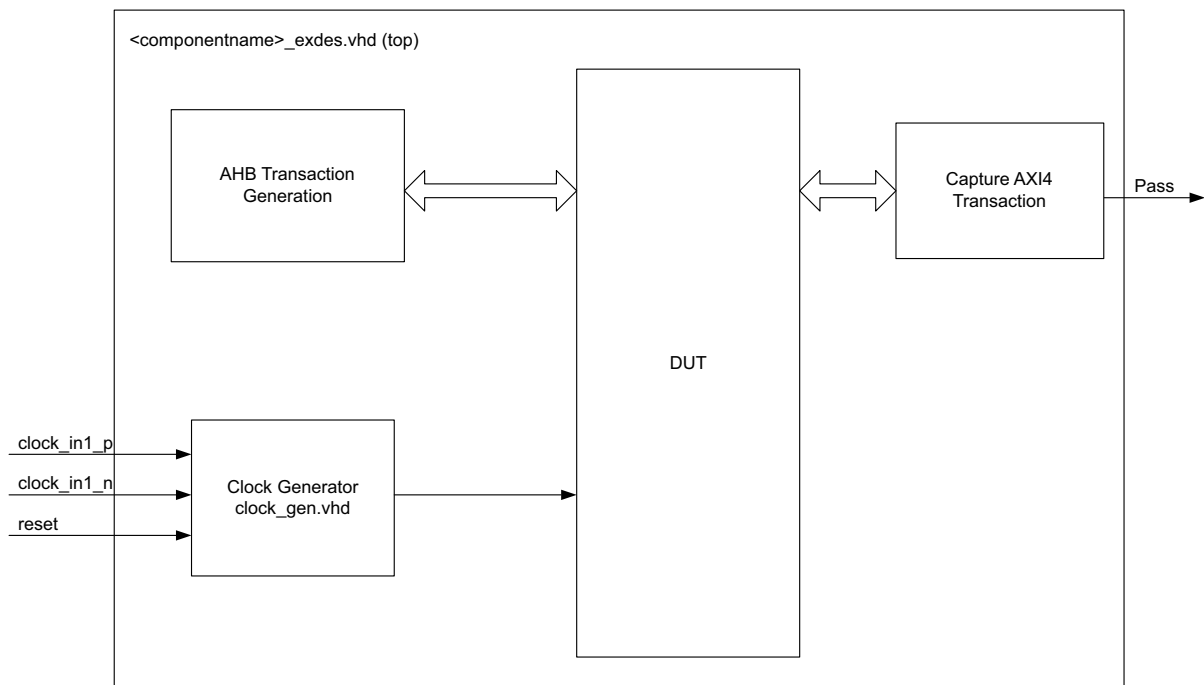 <componentname>_exdes.vhd (top)
AHB Transaction
Generation
Capture AXI4
Transaction
Pass
DUT
clock_in1_p
clock_in1_n
reset
Clock Generator
clock_gen.vhd